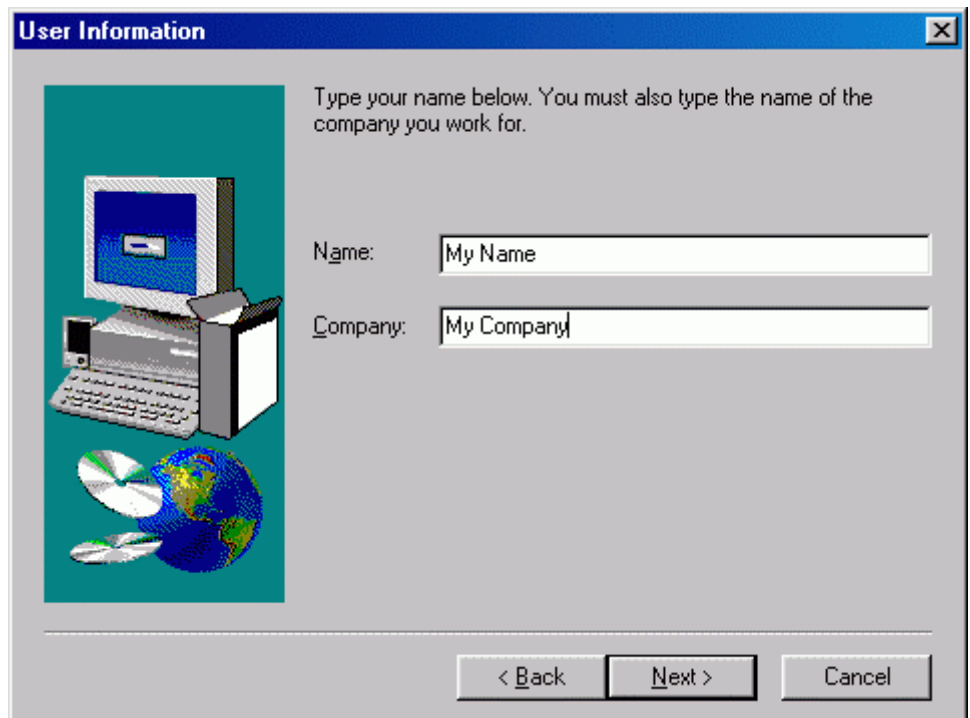 User Information
Type your name below. You must also type the name of the
company you work for.
Name: My Name
Company: My Company
< Back Next > Cancel